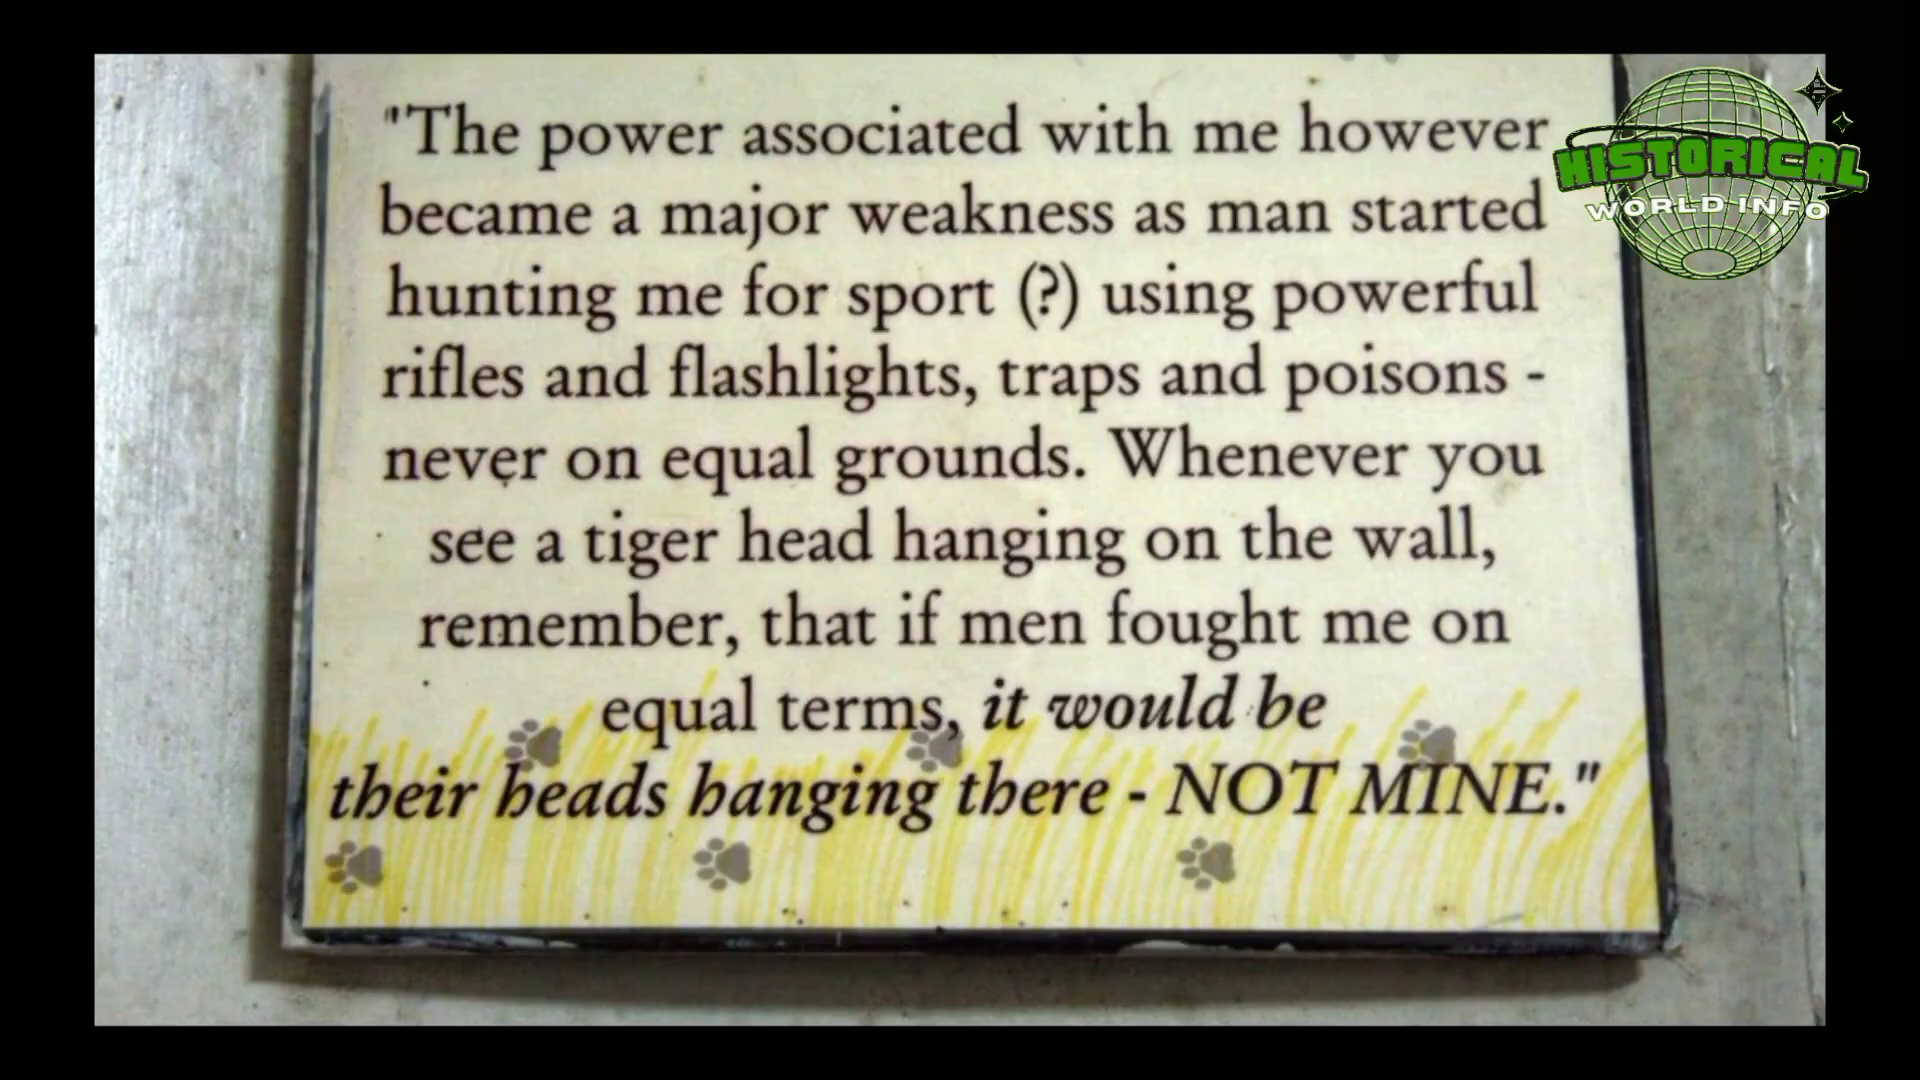 "The power associated with me however
became a major weakness as man started
hunting me for sport (?) using powerful
rifles and flashlights, traps and poisons -
never on equal grounds. Whenever you
see a tiger head hanging on the wall,
remember, that if men fought me on
equal terms, it would be
their heads hanging there - NOT MINE."
HISTORICAL
WORLD INFO